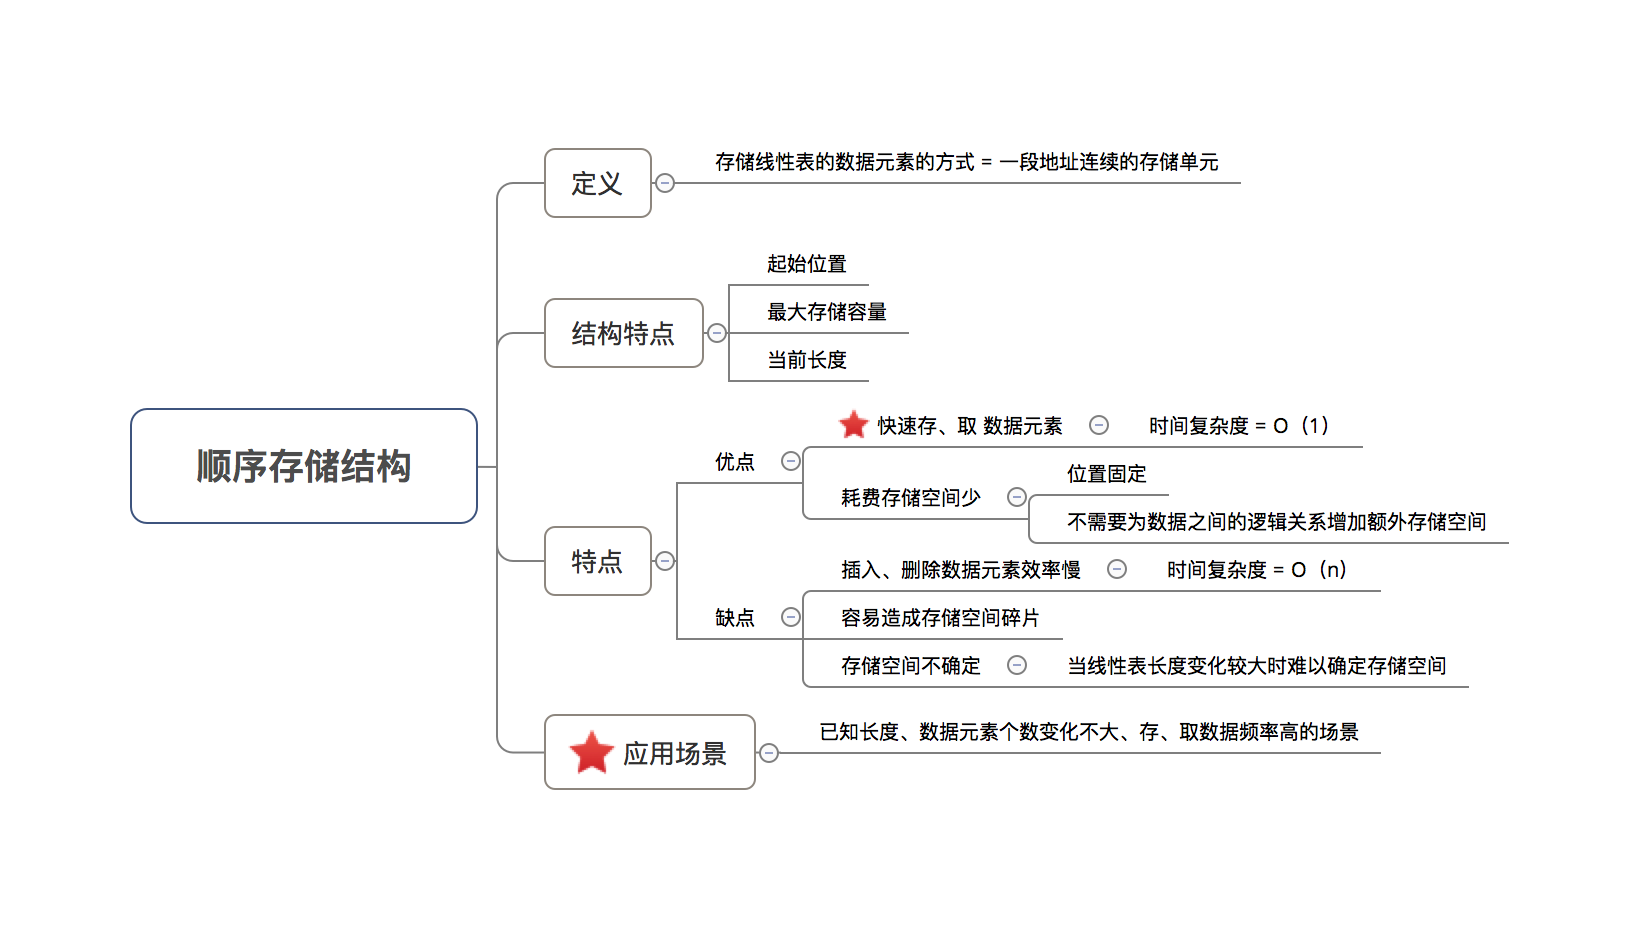 顺序存储结构
定义
存储线性表的数据元素的方式 = 一段地址连续的存储单元
结构特点
起始位置
最大存储容量
当前长度
特点
优点
快速存、取 数据元素
时间复杂度 = O（1）
耗费存储空间少
位置固定
不需要为数据之间的逻辑关系增加额外存储空间
缺点
插入、删除数据元素效率慢
时间复杂度 = O（n）
容易造成存储空间碎片
存储空间不确定
当线性表长度变化较大时难以确定存储空间
应用场景
已知长度、数据元素个数变化不大、存、取数据频率高的场景